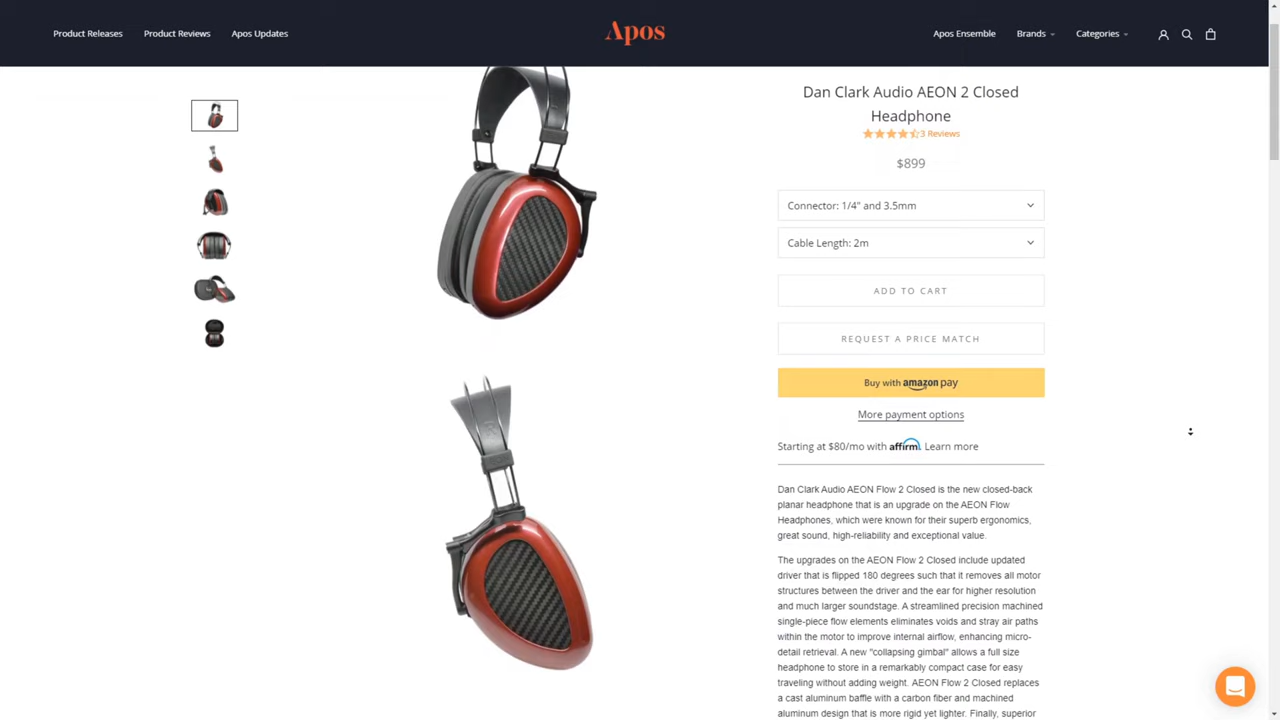 Product Releases
Product Reviews
Apos Updates
Apos
Apos Ensemble
Brands
Categories
Dan Clark Audio AEON 2 Closed
Headphone
3 Reviews
$899
Connector: 1/4" and 3.5mm
Cable Length: 2m
ADD TO CART
REQUEST A PRICE MATCH
Buy with amazon pay
More payment options
Starting at $80/mo with affirm. Learn more
Dan Clark Audio AEON Flow 2 Closed is the new closed-back
planar headphone that is an upgrade on the AEON Flow
Headphones, which were known for their superb ergonomics,
great sound, high-reliability and exceptional value.
The upgrades on the AEON Flow 2 Closed include updated
driver that is flipped 180 degrees such that it removes all motor
structures between the driver and the ear for higher resolution
and much larger soundstage. A streamlined precision machined
single-piece flow elements eliminates voids and stray air paths
within the motor to improve internal airflow, enhancing micro-
detail retrieval. A new "collapsing gimbal" allows a full size
headphone to store in a remarkably compact case for easy
traveling without adding weight. AEON Flow 2 Closed replaces
a cast aluminum baffle with a carbon fiber and machined
aluminum design that is more rigid yet lighter. Finally, superior